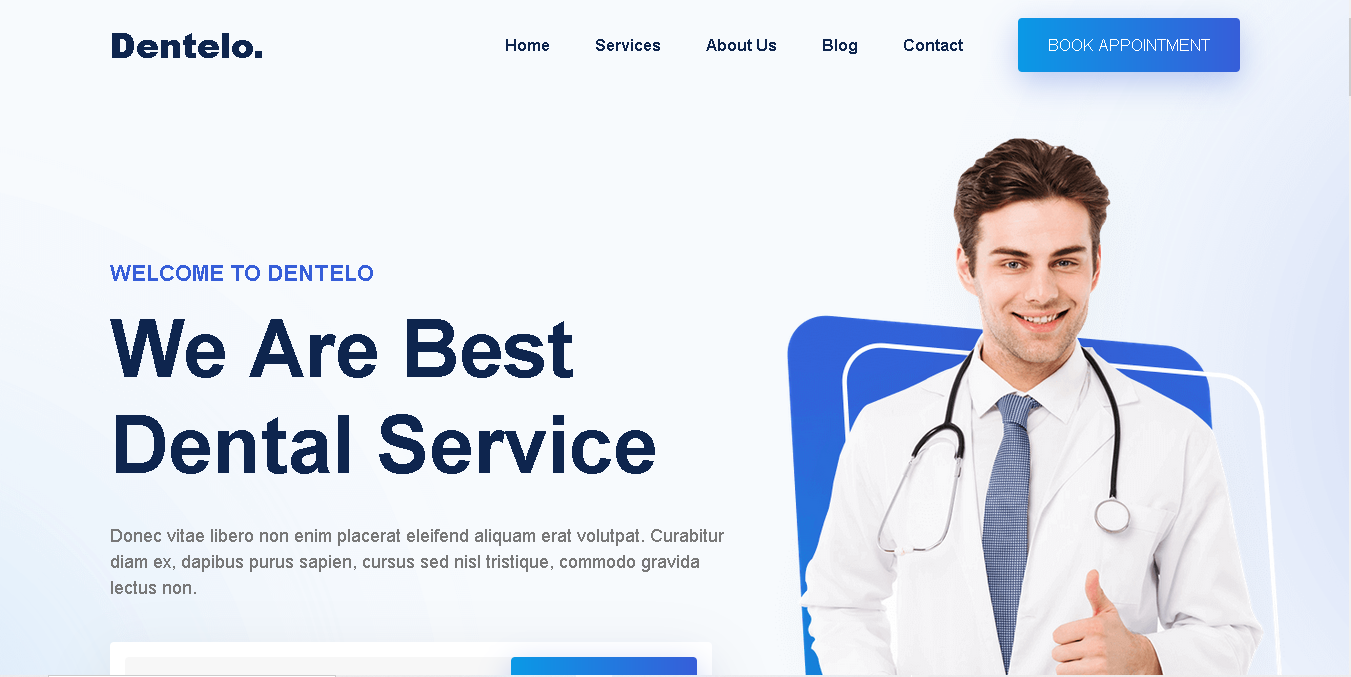 Dentelo.
Home Services About Us Blog Contact BOOK APPOINTMENT
WELCOME TO DENTELO
We Are Best
Dental Service
Donec vitae libero non enim placerat eleifend aliquam erat volutpat. Curabitur
diam ex, dapibus purus sapien, cursus sed nisl tristique, commodo gravida
lectus non.